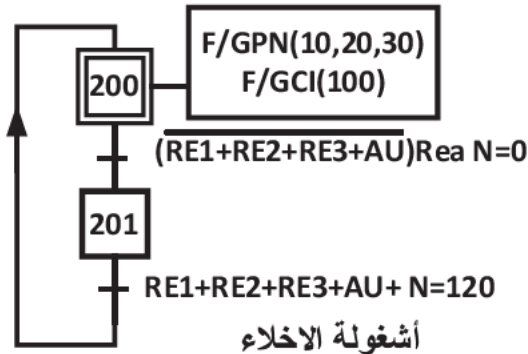 F/GPN(10,20,30)
F/GCI(100)
200
(RE1+RE2+RE3+AU)Rea N=0
201
RE1+RE2+RE3+AU+ N=120
أشغولة الاخلاء